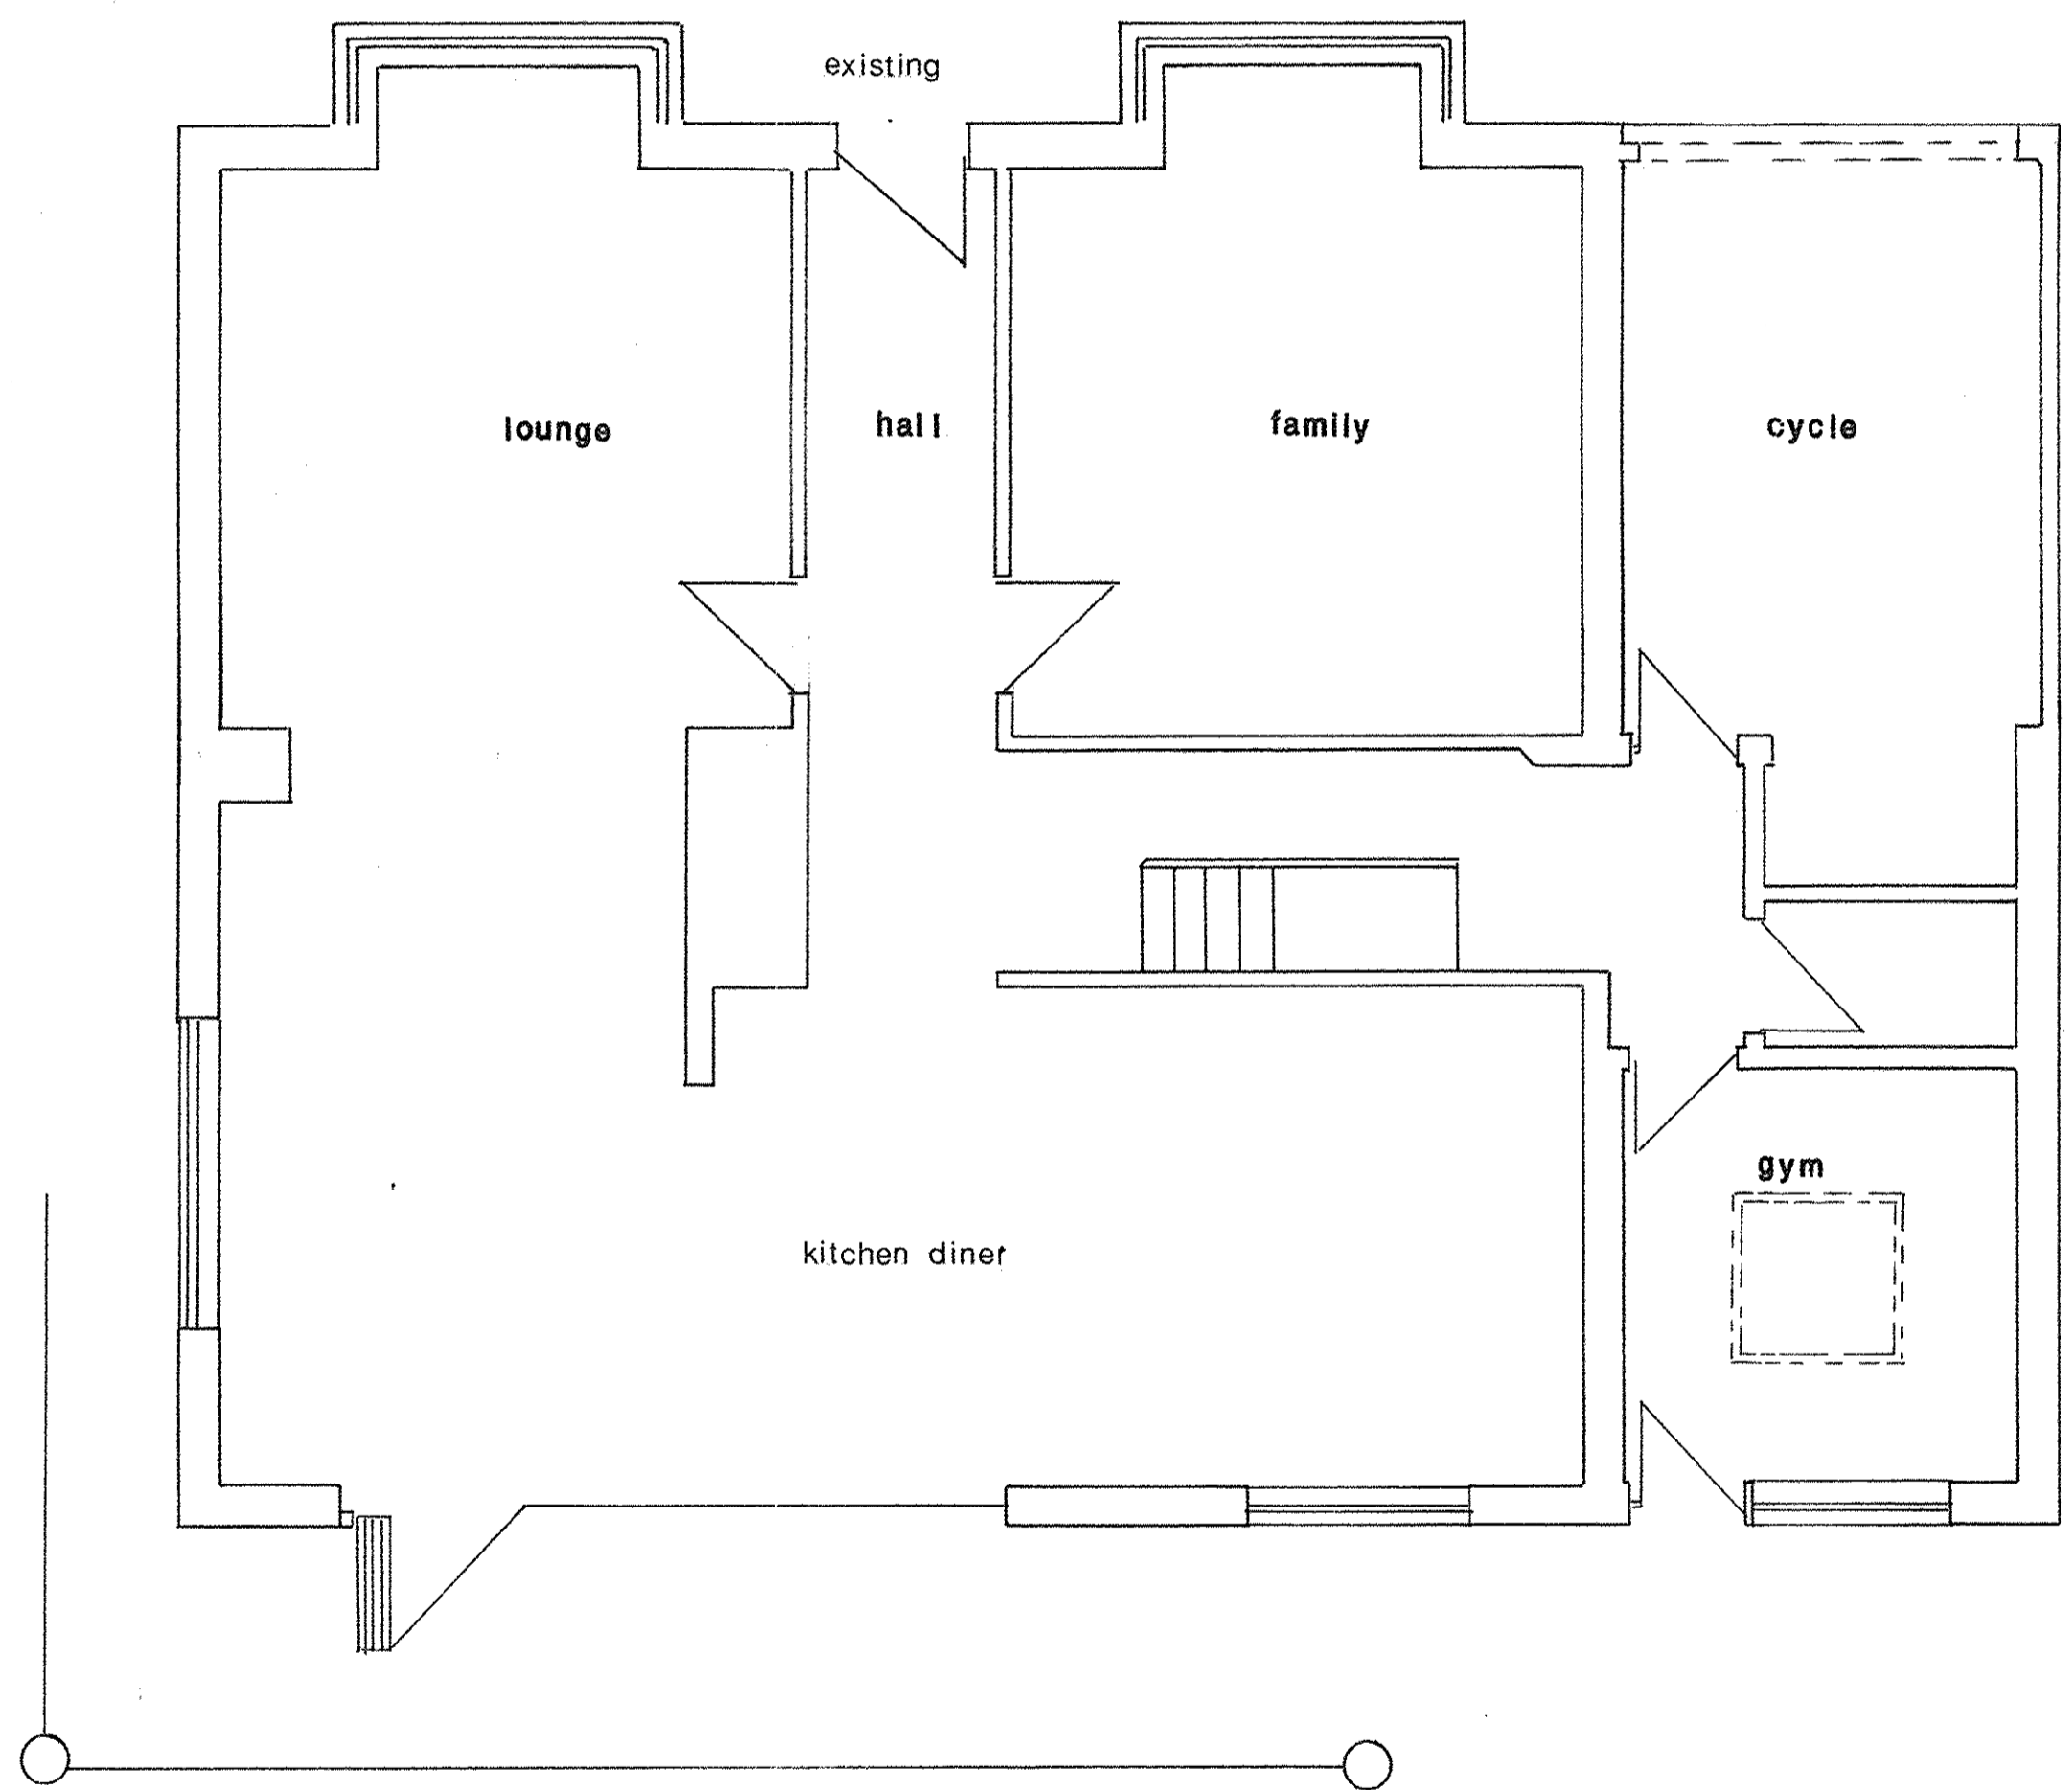 existing
lounge
hall
family
cycle
gym
kitchen diner